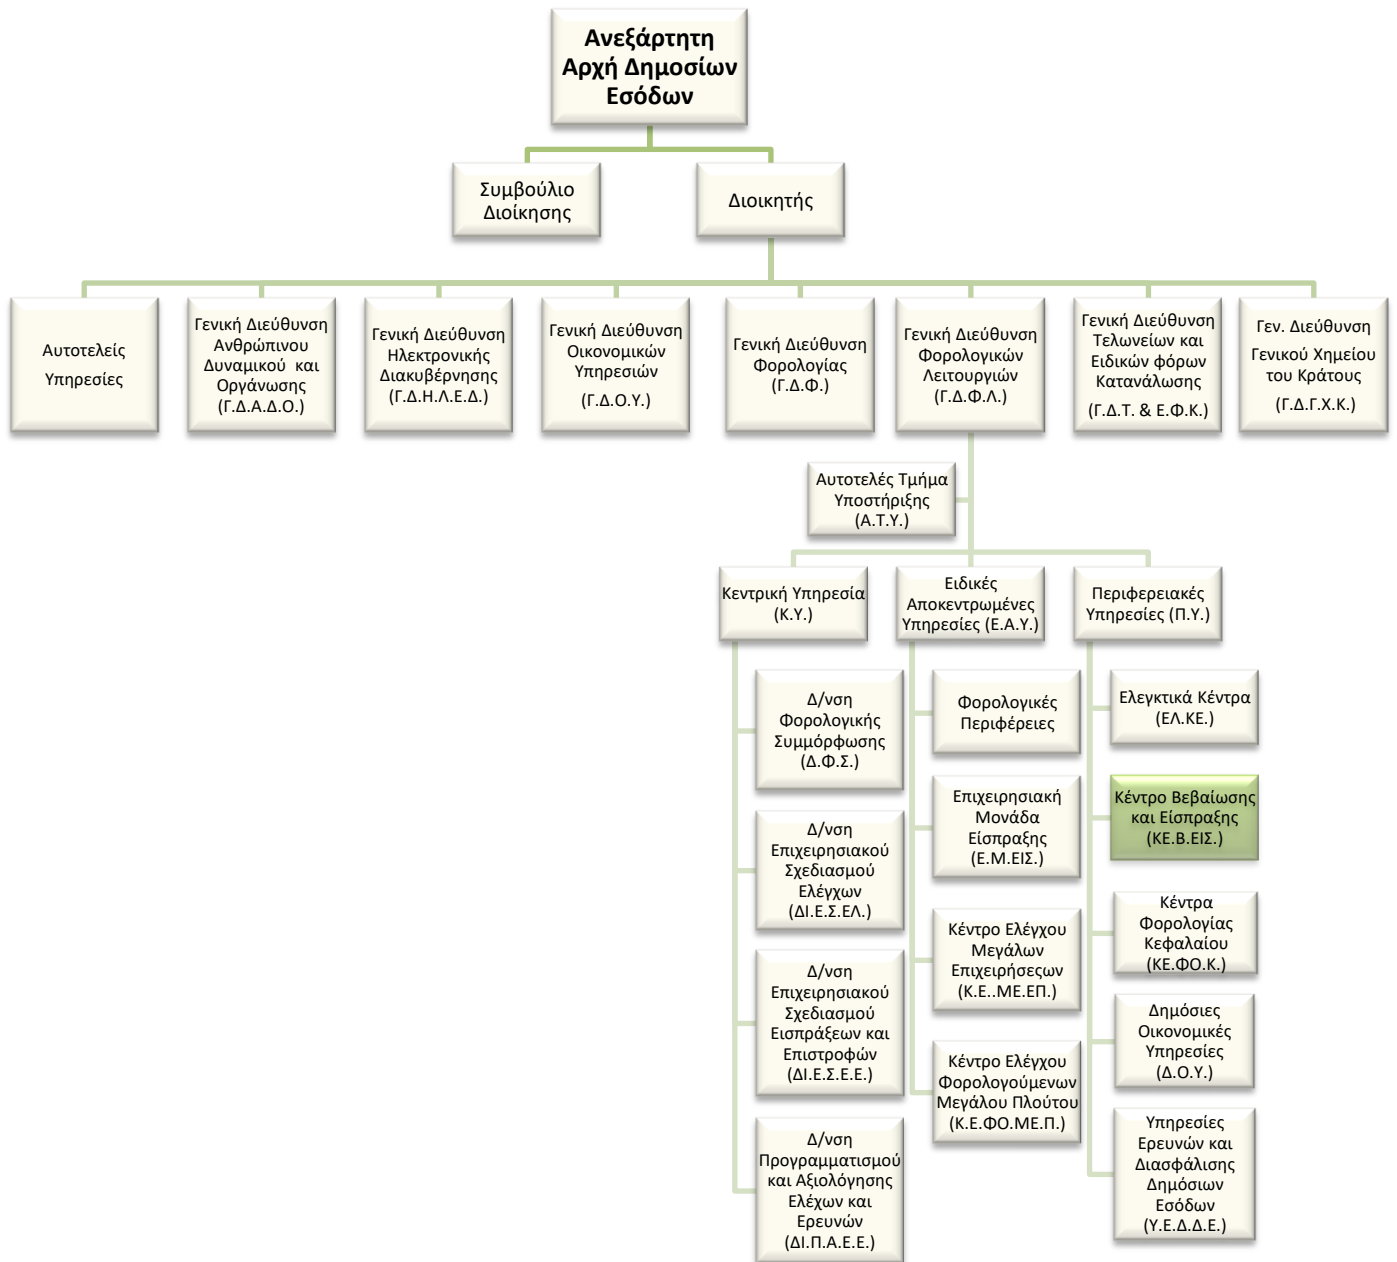 Ανεξάρτητη
Αρχή Δημοσίων
Εσόδων
Συμβούλιο
Διοίκησης
Διοικητής
Αυτοτελείς
Υπηρεσίες
Γενική Διεύθυνση
Ανθρώπινου
Δυναμικού και
Οργάνωσης
(Γ.Δ.Α.Δ.Ο.)
Γενική Διεύθυνση
Ηλεκτρονικής
Διακυβέρνησης
(Γ.Δ.Η.Λ.Ε.Δ.)
Γενική Διεύθυνση
Οικονομικών
Υπηρεσιών
(Γ.Δ.Ο.Υ.)
Γενική Διεύθυνση
Φορολογίας
(Γ.Δ.Φ.)
Γενική Διεύθυνση
Φορολογικών
Λειτουργιών
(Γ.Δ.Φ.Λ.)
Γενική Διεύθυνση
Τελωνείων και
Ειδικών φόρων
Κατανάλωσης
(Γ.Δ.Τ. & Ε.Φ.Κ.)
Γεν. Διεύθυνση
Γενικού Χημείου
του Κράτους
(Γ.Δ.Γ.Χ.Κ.)
Αυτοτελές Τμήμα
Υποστήριξης
(Α.Τ.Υ.)
Κεντρική Υπηρεσία
(Κ.Υ.)
Ειδικές
Αποκεντρωμένες
Υπηρεσίες (Ε.Α.Υ.)
Περιφερειακές
Υπηρεσίες (Π.Υ.)
Δ/νση
Φορολογικής
Συμμόρφωσης
(Δ.Φ.Σ.)
Δ/νση
Επιχειρησιακού
Σχεδιασμού
Ελέγχων
(ΔΙ.Ε.Σ.ΕΛ.)
Δ/νση
Επιχειρησιακού
Σχεδιασμού
Εισπράξεων και
Επιστροφών
(ΔΙ.Ε.Σ.Ε.Ε.)
Δ/νση
Προγραμματισμού
και Αξιολόγησης
Ελέχων και
Ερευνών
(ΔΙ.Π.Α.Ε.Ε.)
Φορολογικές
Περιφέρειες
Επιχειρησιακή
Μονάδα
Είσπραξης
(Ε.Μ.ΕΙΣ.)
Κέντρο Ελέγχου
Μεγάλων
Επιχειρήσεςων
(Κ.Ε..ΜΕ.ΕΠ.)
Κέντρο Ελέγχου
Φορολογούμενων
Μεγάλου Πλούτου
(Κ.Ε.ΦΟ.ΜΕ.Π.)
Ελεγκτικά Κέντρα
(ΕΛ.ΚΕ.)
Κέντρο Βεβαίωσης
και Είσπραξης
(ΚΕ.Β.ΕΙΣ.)
Κέντρα
Φορολογίας
Κεφαλαίου
(ΚΕ.ΦΟ.Κ.)
Δημόσιες
Οικονομικές
Υπηρεσίες
(Δ.Ο.Υ.)
Υπηρεσίες
Ερευνών και
Διασφάλισης
Δημόσιων
Εσόδων
(Υ.Ε.Δ.Δ.Ε.)